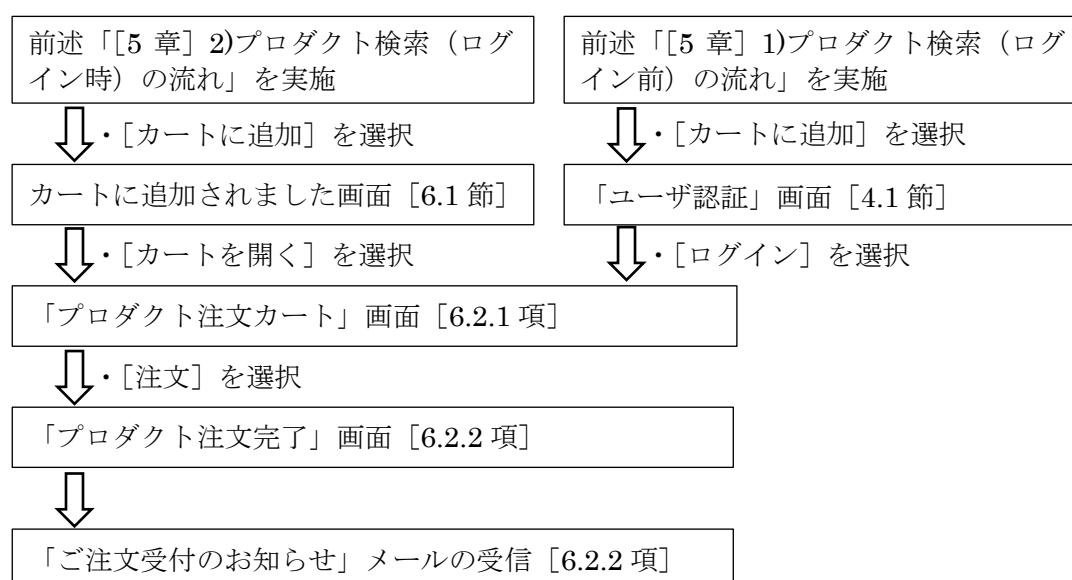 前述「[5 章] 2)プロダクト検索（ログ
イン時）の流れ」を実施
前述「[5 章] 1)プロダクト検索（ログ
イン前）の流れ」を実施
・［カートに追加］を選択
・［カートに追加］を選択
カートに追加されました画面［6.1 節］
「ユーザ認証」画面［4.1 節］
・［カートを開く］を選択
・［ログイン］を選択
「プロダクト注文カート」画面［6.2.1 項］
・［注文］を選択
「プロダクト注文完了」画面［6.2.2 項］
「ご注文受付のお知らせ」メールの受信［6.2.2 項］